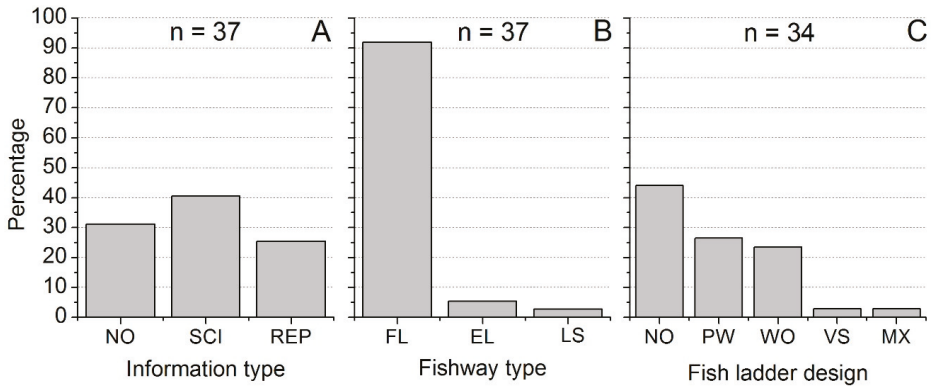 Percentage
100
90
80
70
60
50
40
30
20
10
0
n = 37 A
NO SCI REP
Information type
n = 37 B
FL EL LS
Fishway type
n = 34 C
NO PW WO VS MX
Fish ladder design